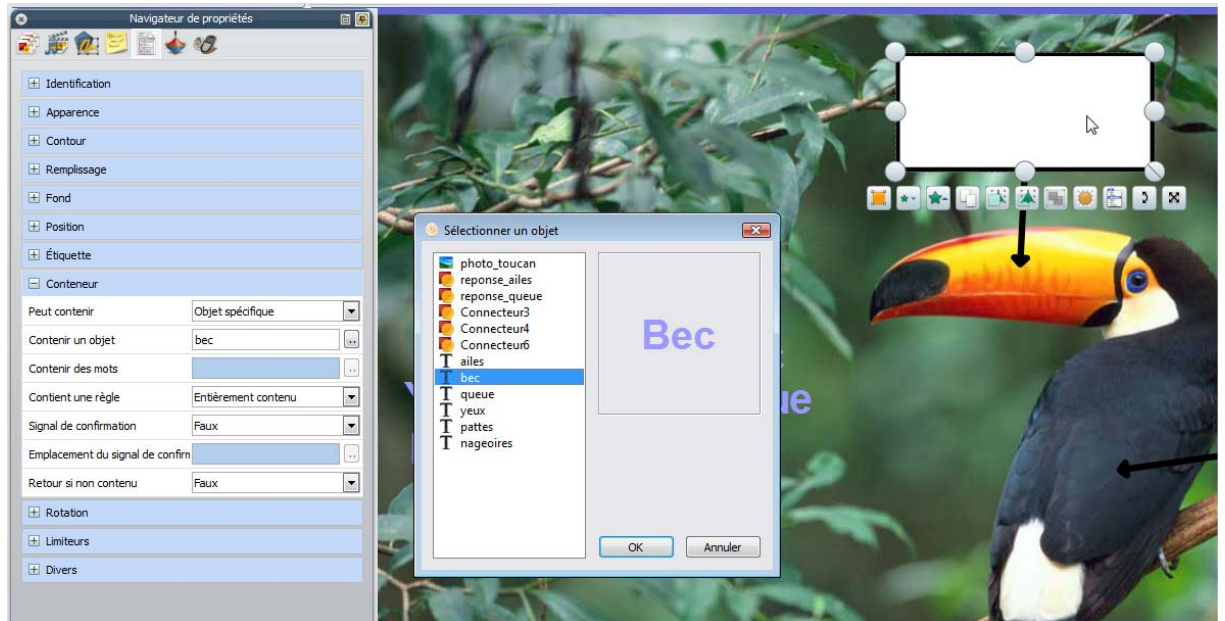 Navigateur de propriétés
Identification
Apparence
Contour
Remplissage
Fond
Position
Étiquette
Conteneur
Peut contenir Objet spécifique
Contenir un objet bec ..
Contenir des mots ..
Contient une règle Entièrement contenu
Signal de confirmation Faux
Emplacement du signal de confirn ..
Retour si non contenu Faux
Rotation
Limiteurs
Divers
Sélectionner un objet
photo_toucan
reponse_ailes
reponse_queue
Connecteur3
Connecteur4
Connecteur6
T ailes
T bec
T queue
T yeux
T pattes
T nageoires
Bec
OK Annuler